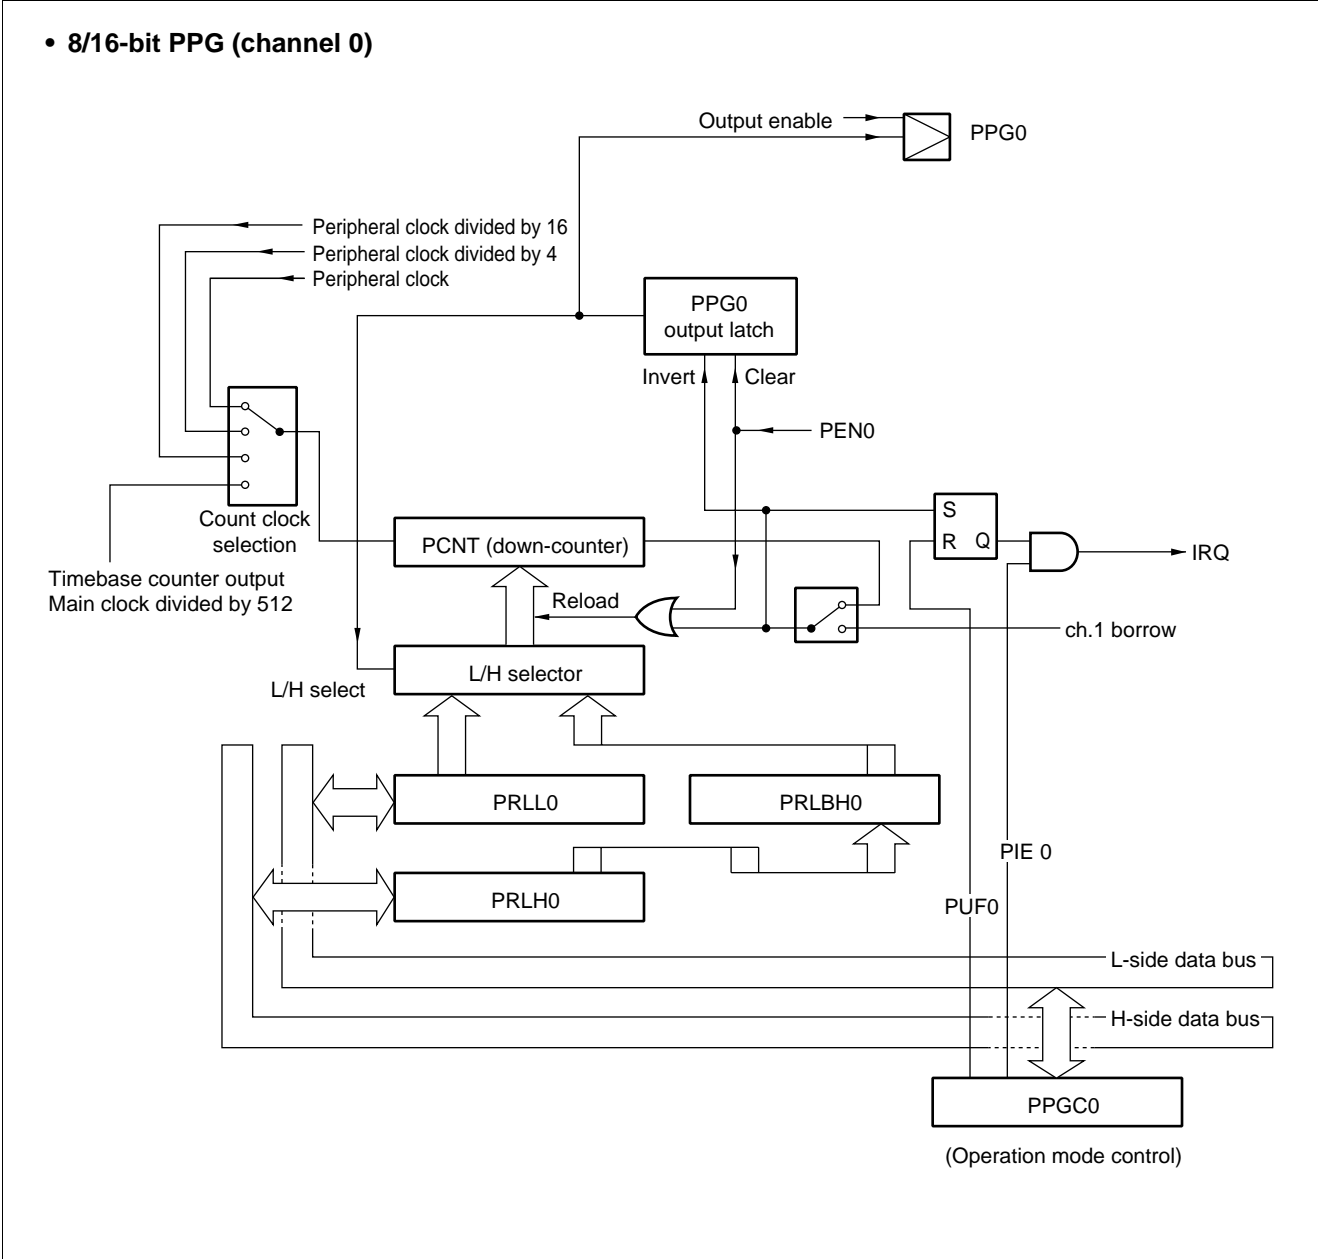 • 8/16-bit PPG (channel 0)
Output enable
PPG0
Peripheral clock divided by 16
Peripheral clock divided by 4
Peripheral clock
PPG0
output latch
Invert
Clear
PEN0
Count clock
selection
S
R Q
IRQ
PCNT (down-counter)
Timebase counter output
Main clock divided by 512
Reload
ch.1 borrow
L/H selector
L/H select
PRLL0
PRLBH0
PIE 0
PRLH0
PUF0
L-side data bus
H-side data bus
PPGC0
(Operation mode control)